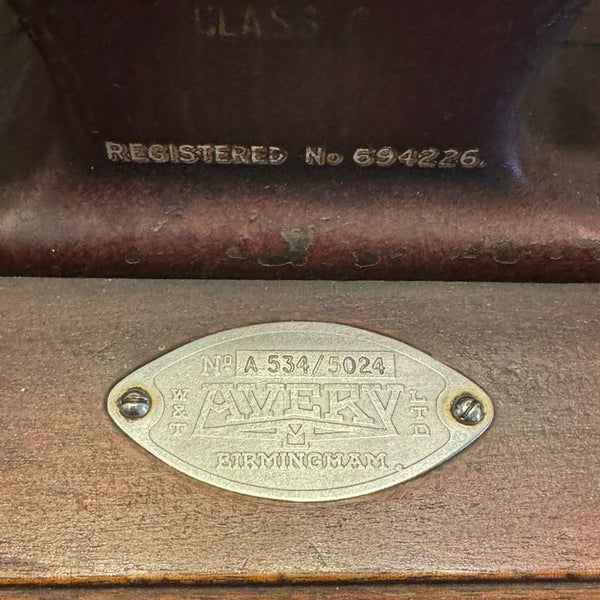 CLASS
REGISTERED No 694226.
No A 534/5024
W & T AVERY LTD
BIRMINGHAM.